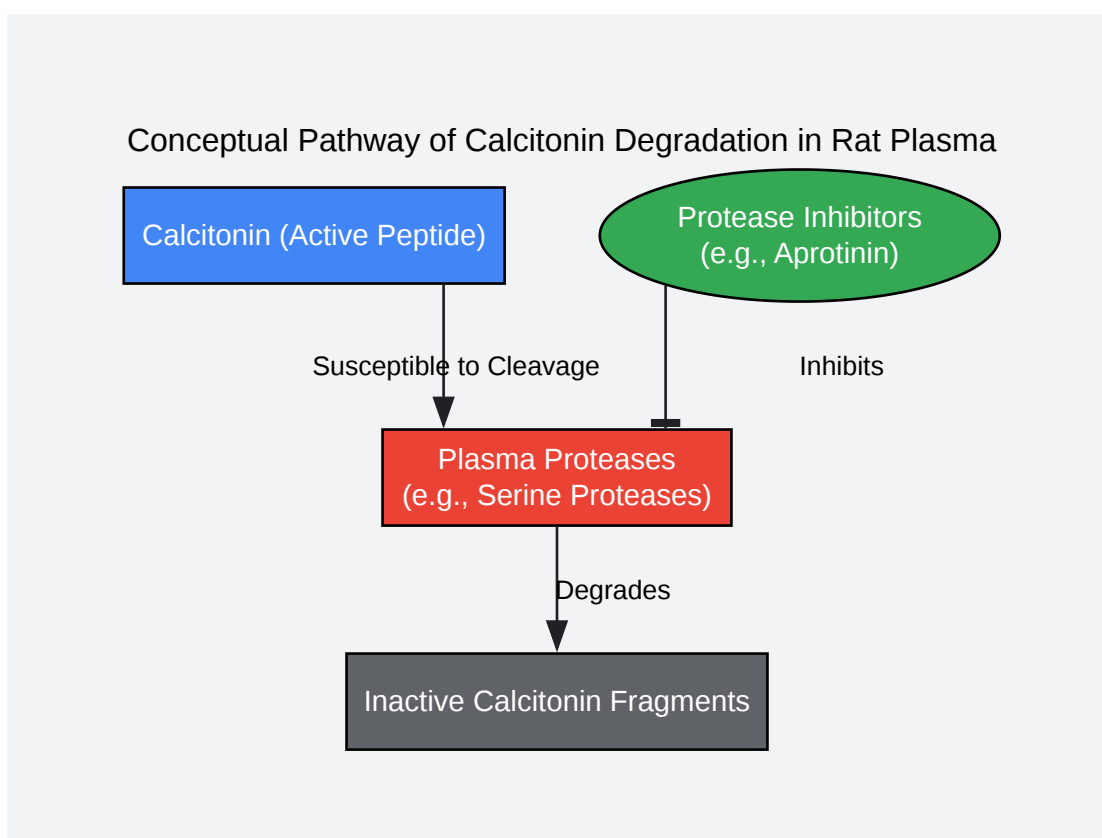 Conceptual Pathway of Calcitonin Degradation in Rat Plasma
Calcitonin (Active Peptide)
Protease Inhibitors
(e.g., Aprotinin)
Susceptible to Cleavage
Inhibits
Plasma Proteases
(e.g., Serine Proteases)
Degrades
Inactive Calcitonin Fragments